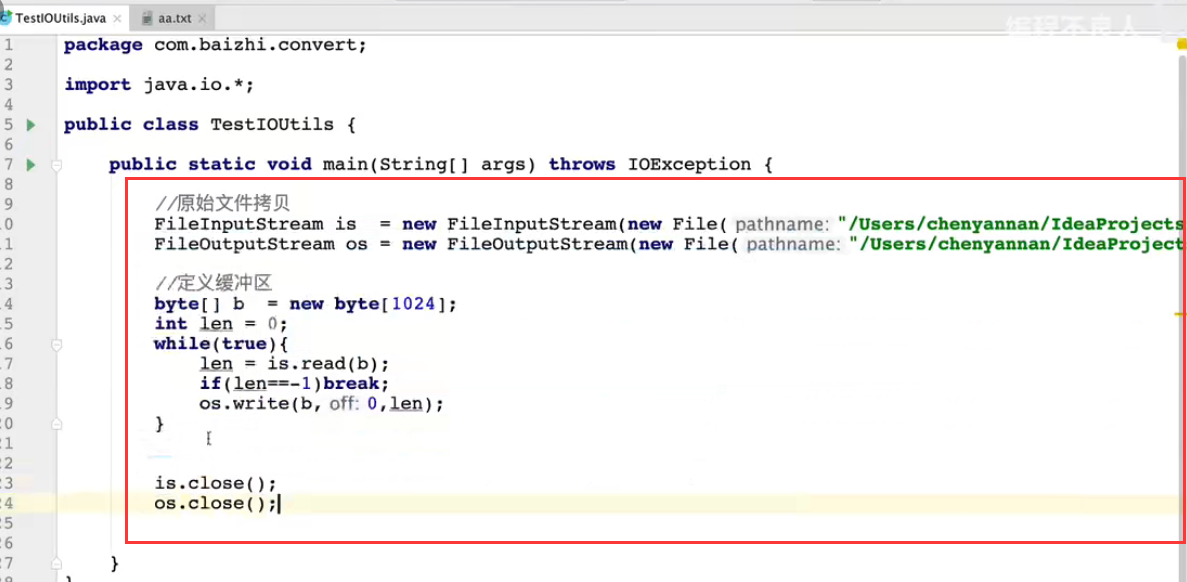 TestIOUtils.java × aa.txt ×
编程不良人
1 package com.baizhi.convert;
2
3 import java.io.*;
4
5 public class TestIOUtils {
6
7 public static void main(String[] args) throws IOException {
8
9 //原始文件拷贝
10 FileInputStream is = new FileInputStream(new File( pathname: "/Users/chenyannan/IdeaProjects
11 FileOutputStream os = new FileOutputStream(new File( pathname: "/Users/chenyannan/IdeaProject
12
13 //定义缓冲区
14 byte[] b = new byte[1024];
15 int len = 0;
16 while(true){
17 len = is.read(b);
18 if(len==-1)break;
19 os.write(b, off: 0,len);
20 }
21
22
23 is.close();
24 os.close();
25
26
27 }
28 }